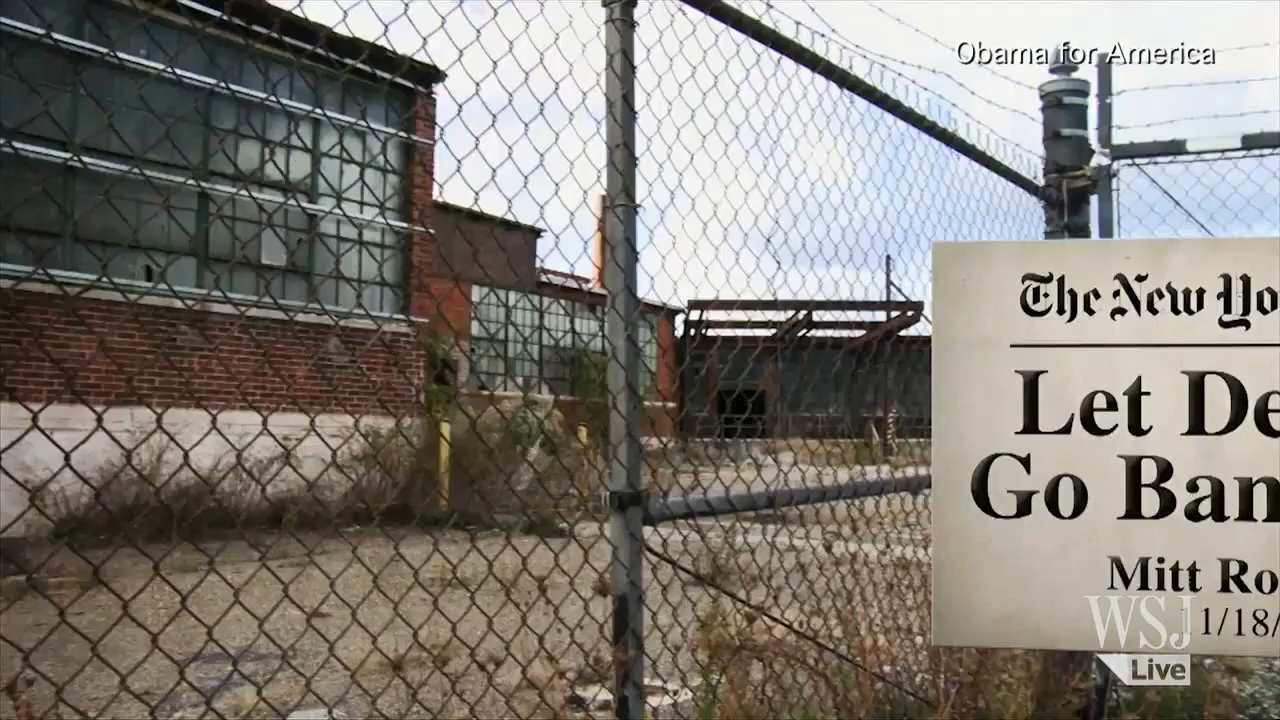 Obama for America
The New Yo
Let De
Go Ban
Mitt Ro
1/18/
WSJ
Live